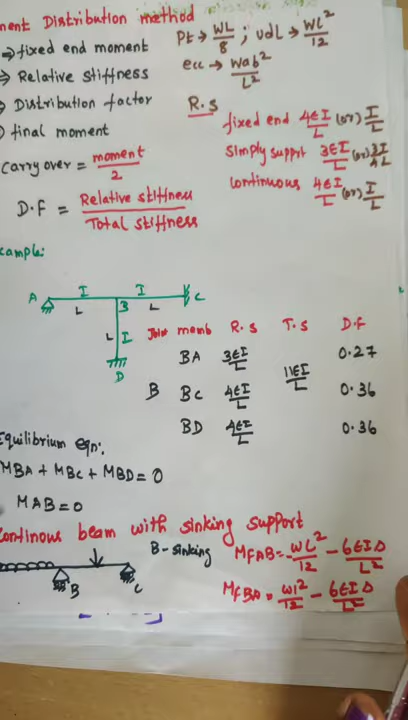 ment Distribution method
⇒ fixed end moment
⇒ Relative stiffness
⇒ Distribution factor
final moment
Pt → WL/8 ; udl → WL²/12
ecc → Wab²/L²
R.S
fixed end 4EI/L (or) I/L
Simply supprt 3EI/L (or) 3I/4L
continuous 4EI/L (or) I/L
Carry over = moment/2
D.F = Relative stiffness/Total stiffness
ample:
A I B I C
L L
L I
D
Joint memb R.S T.S D.F
BA 3EI/L 0.27
B BC 4EI/L 11EI/L 0.36
BD 4EI/L 0.36
Equilibrium eqn:
MBA + MBC + MBD = 0
MAB = 0
Continous beam with sinking support
B - sinking
B C
MFAB = -WL²/12 - 6EIΔ/L²
MFBA = Wl²/12 - 6EIΔ/L²